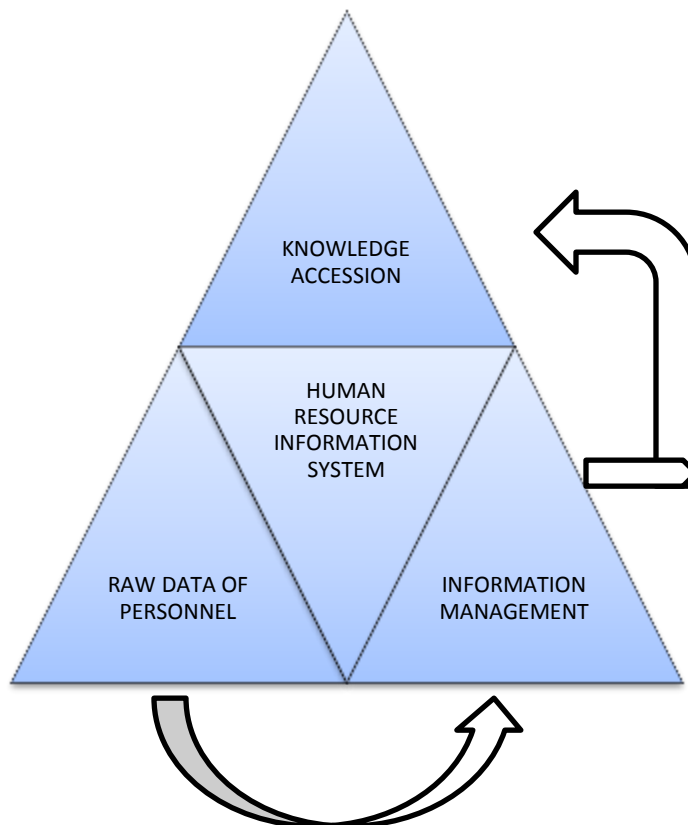 KNOWLEDGE
ACCESSION
HUMAN
RESOURCE
INFORMATION
SYSTEM
RAW DATA OF
PERSONNEL
INFORMATION
MANAGEMENT